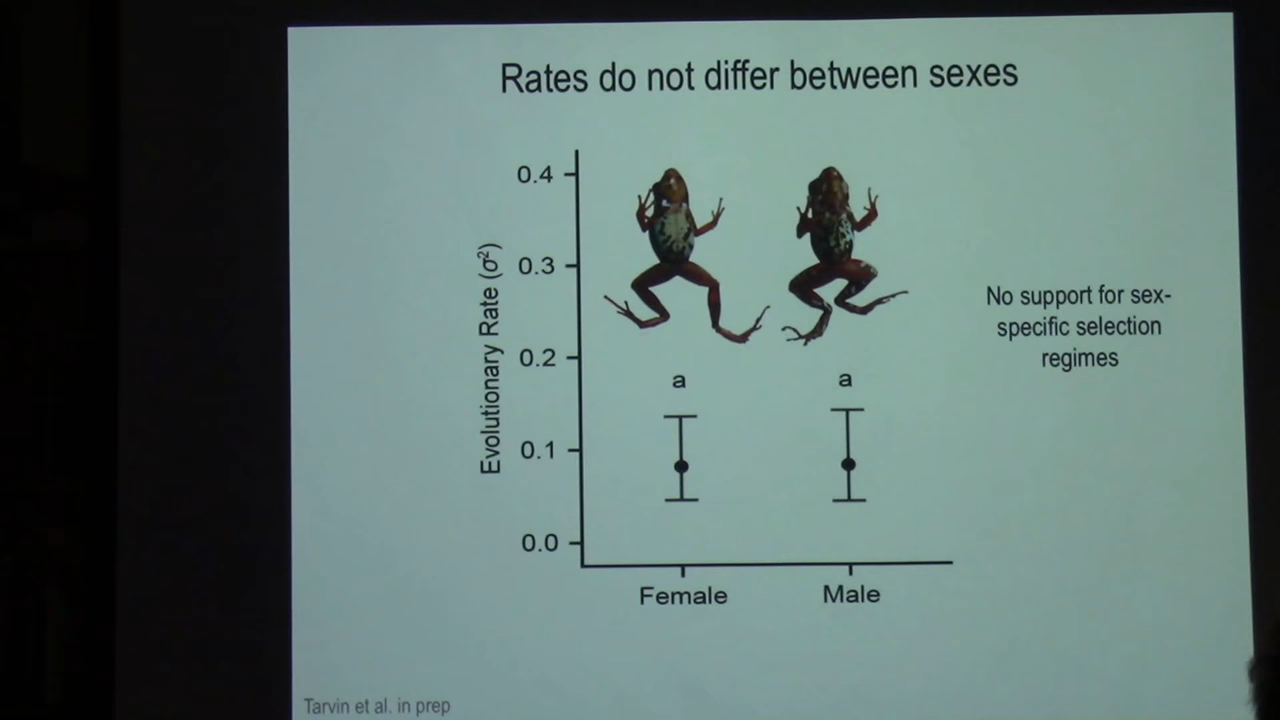 Rates do not differ between sexes
0.4
0.3
0.2
0.1
0.0
Evolutionary Rate (σ²)
a
a
Female
Male
No support for sex-
specific selection
regimes
Tarvin et al. in prep